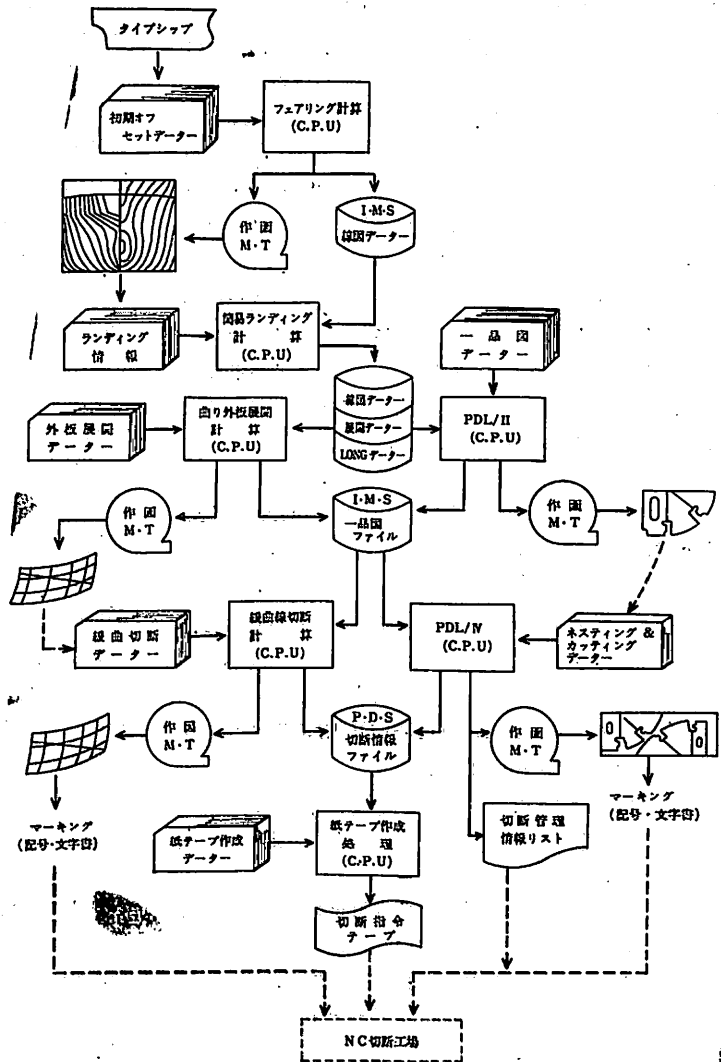 タイプシップ
初期オフ
セットデーター
フェアリング計算
(C.P.U)
作図
M・T
I・M・S
線図データー
ランディング
情報
簡易ランディング
計算
(C.P.U)
一品図
データー
外板展開
データー
曲り外板展開
計算
(C.P.U)
線図データー
展開データー
LONGデーター
PDL/II
(C.P.U)
作図
M・T
I・M・S
一品図
ファイル
作図
M・T
緩曲切断
データー
緩曲線切断
計算
(C.P.U)
PDL/IV
(C.P.U)
ネスティング &
カッティング
データー
作図
M・T
P・D・S
切断情報
ファイル
作図
M・T
マーキング
(記号・文字書)
紙テープ作成
データー
紙テープ作成
処理
(C.P.U)
切断管理
情報リスト
マーキング
(記号・文字書)
切断指令
テープ
NC切断工場